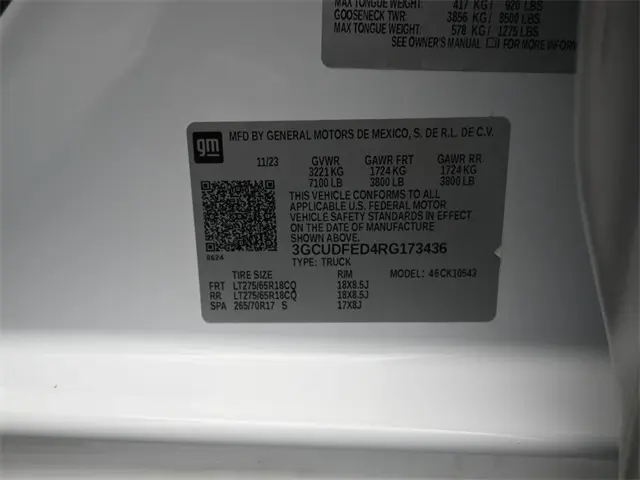 MAX TONGUE WEIGHT: 417 KG / 920 LBS
GOOSENECK TWR: 3856 KG / 8500 LBS
MAX TONGUE WEIGHT: 578 KG / 1275 LBS
SEE OWNER'S MANUAL FOR MORE INFORM
gm MFD BY GENERAL MOTORS DE MEXICO, S. DE R.L. DE C.V.
11/23 GVWR GAWR FRT GAWR RR
3221 KG 1724 KG 1724 KG
7100 LB 3800 LB 3800 LB
THIS VEHICLE CONFORMS TO ALL
APPLICABLE U.S. FEDERAL MOTOR
VEHICLE SAFETY STANDARDS IN EFFECT
ON THE DATE OF MANUFACTURE
SHOWN ABOVE.
3GCUDFED4RG173436
TYPE: TRUCK
TIRE SIZE RIM MODEL: 46CK10543
FRT LT275/65R18CQ 18X8.5J
RR LT275/65R18CQ 18X8.5J
SPA 265/70R17 S 17X8J